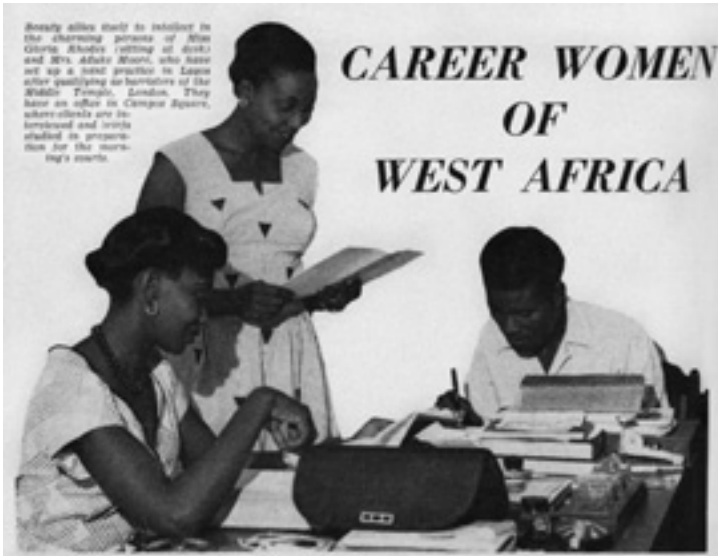 Beauty allies itself to intellect in
the charming persons of Miss
Gloria Rhodes (sitting at desk)
and Mrs. Aduke Moore, who have
set up a joint practice in Lagos
after qualifying as barristers of the
Middle Temple, London. They
have an office in Campos Square,
where clients are in-
terviewed and briefs
studied in prepara-
tion for the morn-
ing's courts.
CAREER WOMEN
OF
WEST AFRICA